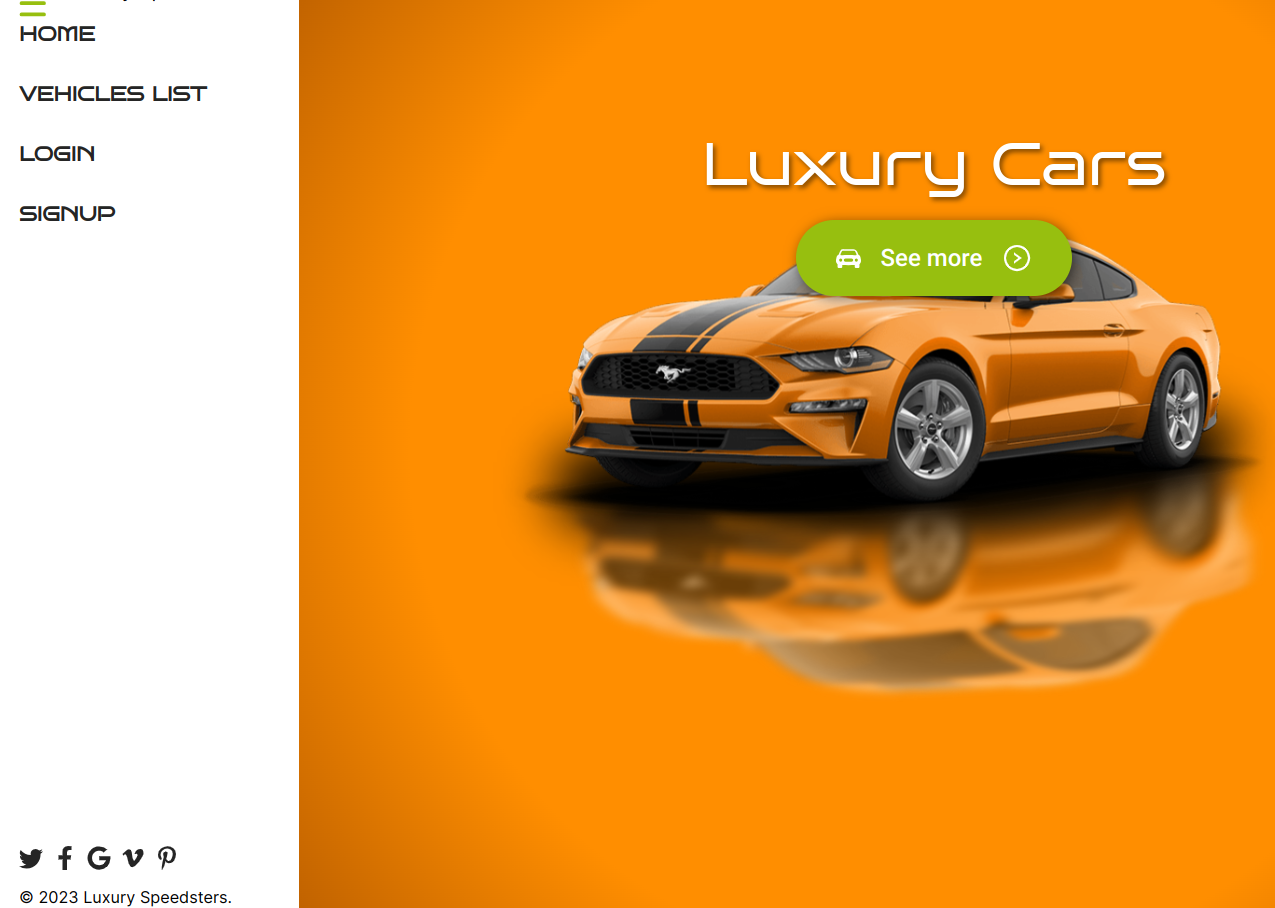 HOME
VEHICLES LIST
LOGIN
SIGNUP
Luxury Cars
See more
© 2023 Luxury Speedsters.